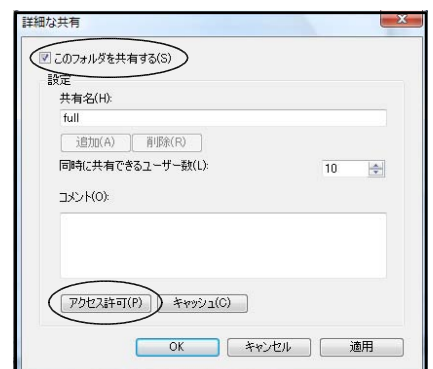 詳細な共有
このフォルダを共有する(S)
設定
共有名(H):
full
追加(A) 削除(R)
同時に共有できるユーザー数(L): 10
コメント(O):
アクセス許可(P) キャッシュ(C)
OK キャンセル 適用